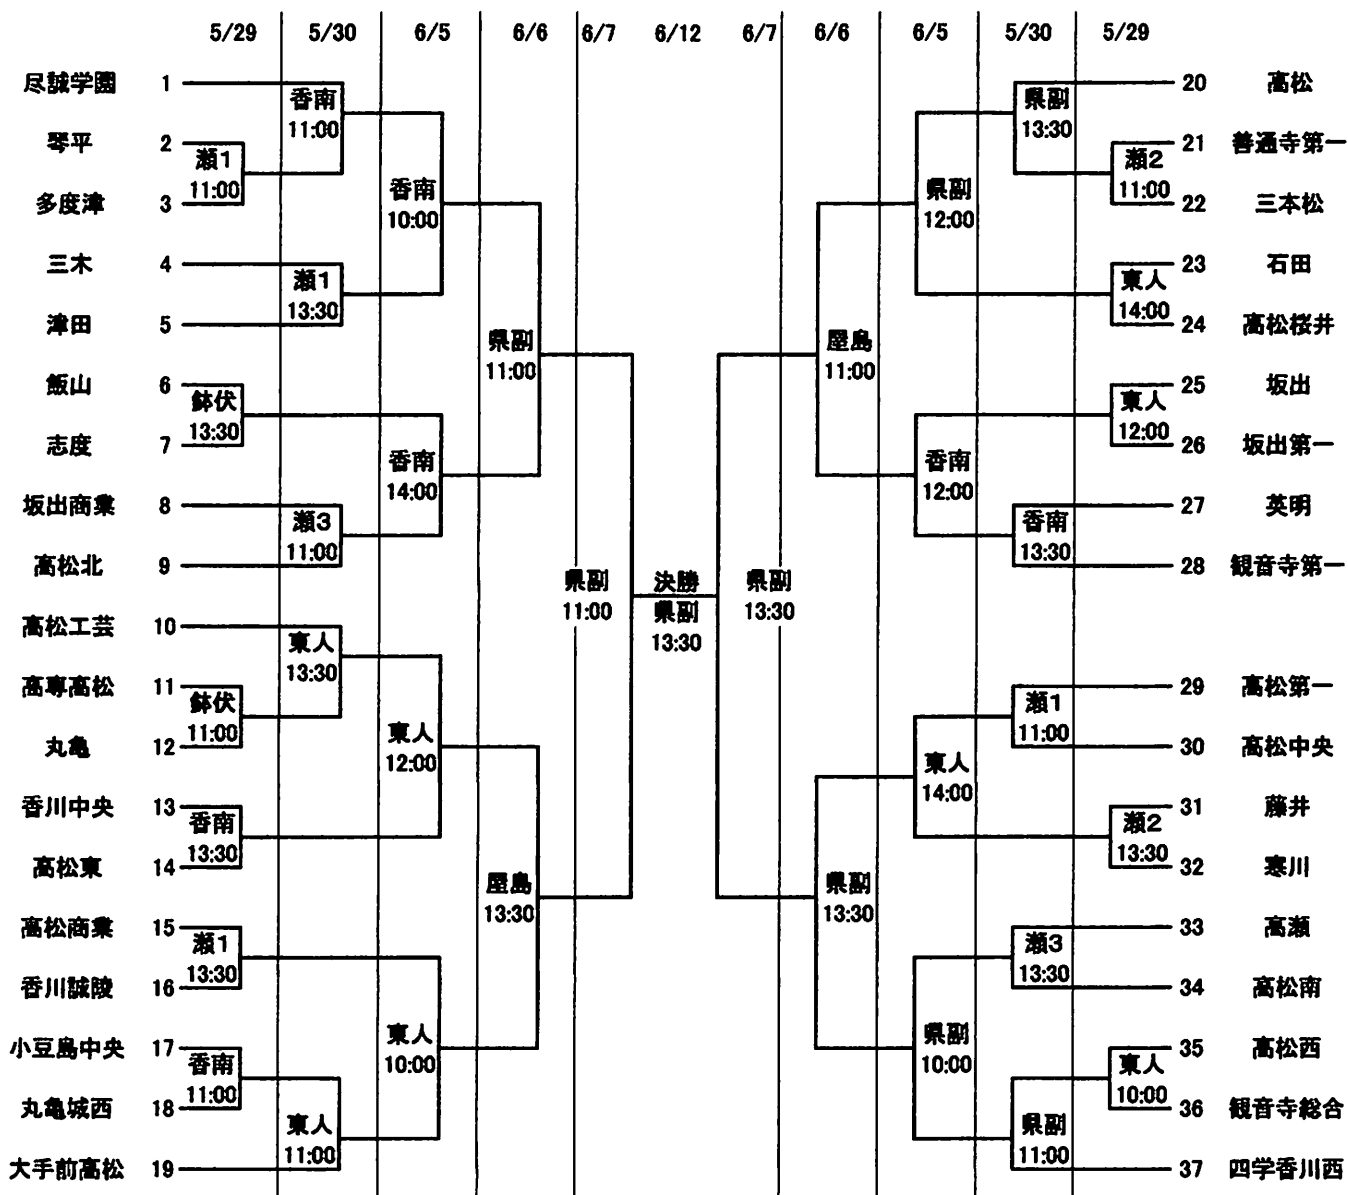 5/29 5/30 6/5 6/6 6/7 6/12 6/7 6/6 6/5 5/30 5/29
尽誠学園 1
琴平 2
多度津 3
三木 4
津田 5
飯山 6
志度 7
坂出商業 8
高松北 9
高松工芸 10
高専高松 11
丸亀 12
香川中央 13
高松東 14
高松商業 15
香川誠陵 16
小豆島中央 17
丸亀城西 18
大手前高松 19
瀬1
11:00
鉢伏
13:30
鉢伏
11:00
香南
13:30
瀬1
13:30
香南
11:00
香南
11:00
瀬1
13:30
瀬3
11:00
東人
13:30
東人
11:00
香南
10:00
香南
14:00
東人
12:00
東人
10:00
県副
11:00
屋島
13:30
県副
11:00
決勝
県副
13:30
県副
13:30
屋島
11:00
県副
13:30
県副
12:00
香南
12:00
東人
14:00
県副
10:00
県副
13:30
香南
13:30
瀬1
11:00
瀬3
13:30
県副
11:00
瀬2
11:00
東人
14:00
東人
12:00
瀬2
13:30
東人
10:00
20 高松
21 善通寺第一
22 三本松
23 石田
24 高松桜井
25 坂出
26 坂出第一
27 英明
28 観音寺第一
29 高松第一
30 高松中央
31 藤井
32 寒川
33 高瀬
34 高松南
35 高松西
36 観音寺総合
37 四学香川西